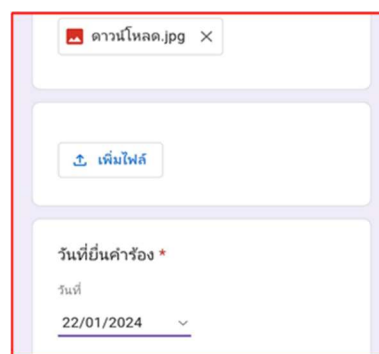 ดาวน์โหลด.jpg
เพิ่มไฟล์
วันที่ยื่นคำร้อง *
วันที่
22/01/2024